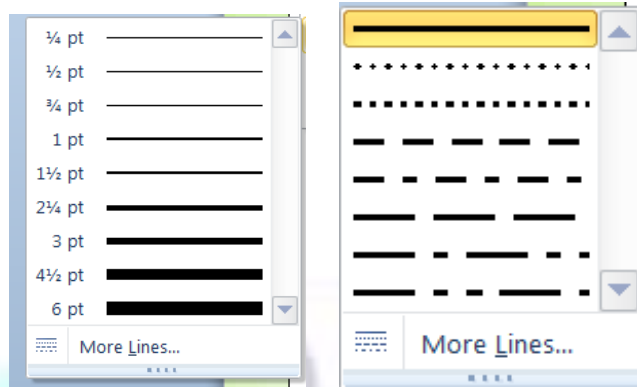 ¼ pt
½ pt
¾ pt
1 pt
1½ pt
2¼ pt
3 pt
4½ pt
6 pt
More Lines...
More Lines...